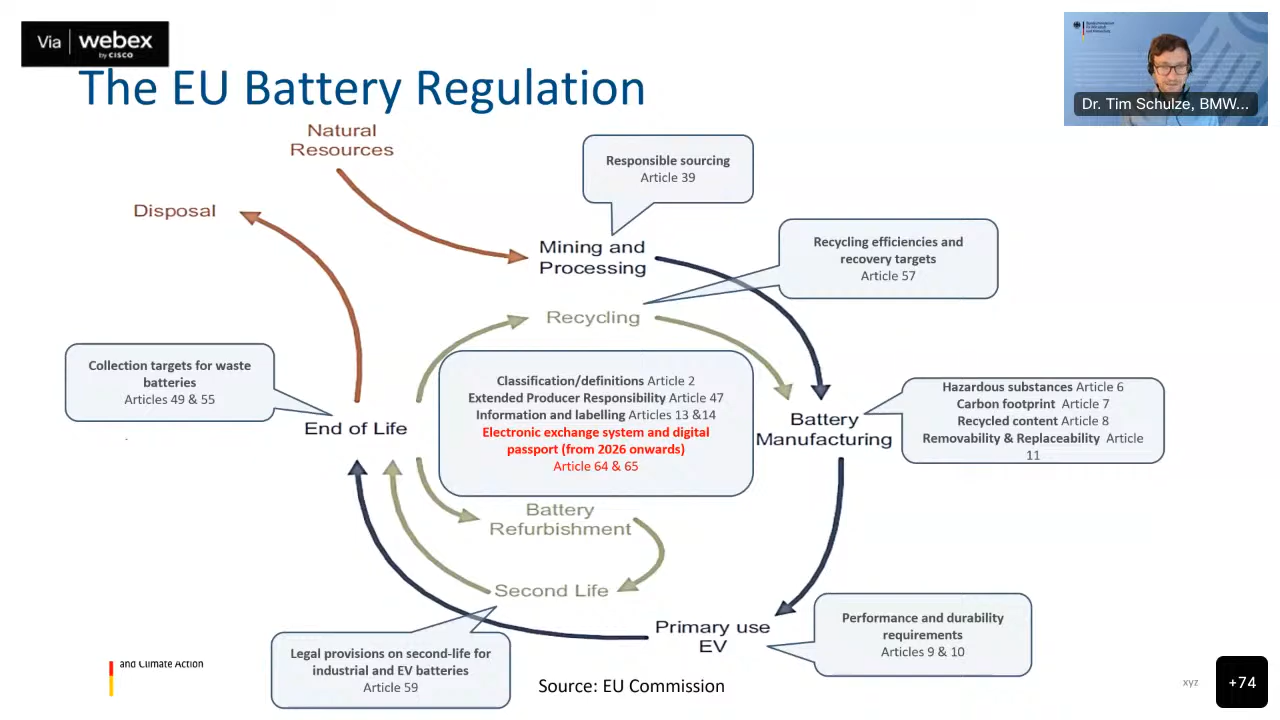 Via webex
by CISCO
The EU Battery Regulation
Dr. Tim Schulze, BMW...
Natural
Resources
Disposal
Responsible sourcing
Article 39
Mining and
Processing
Recycling efficiencies and
recovery targets
Article 57
Recycling
Collection targets for waste
batteries
Articles 49 & 55
Classification/definitions Article 2
Extended Producer Responsibility Article 47
Information and labelling Articles 13 &14
Electronic exchange system and digital
passport (from 2026 onwards)
Article 64 & 65
Hazardous substances Article 6
Carbon footprint Article 7
Recycled content Article 8
Removability & Replaceability Article
11
End of Life
Battery
Manufacturing
Battery
Refurbishment
Second Life
Primary use
EV
Performance and durability
requirements
Articles 9 & 10
Legal provisions on second-life for
industrial and EV batteries
Article 59
and Climate Action
Source: EU Commission
xyz
+74